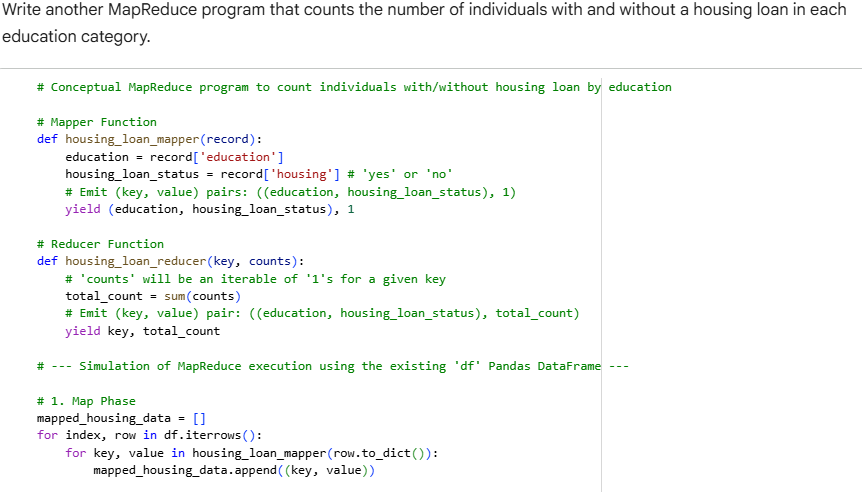 Write another MapReduce program that counts the number of individuals with and without a housing loan in each
education category.
# Conceptual MapReduce program to count individuals with/without housing loan by education
# Mapper Function
def housing_loan_mapper(record):
    education = record['education']
    housing_loan_status = record['housing'] # 'yes' or 'no'
    # Emit (key, value) pairs: ((education, housing_loan_status), 1)
    yield (education, housing_loan_status), 1
# Reducer Function
def housing_loan_reducer(key, counts):
    # 'counts' will be an iterable of '1's for a given key
    total_count = sum(counts)
    # Emit (key, value) pair: ((education, housing_loan_status), total_count)
    yield key, total_count
# --- Simulation of MapReduce execution using the existing 'df' Pandas DataFrame ---
# 1. Map Phase
mapped_housing_data = []
for index, row in df.iterrows():
    for key, value in housing_loan_mapper(row.to_dict()):
        mapped_housing_data.append((key, value))